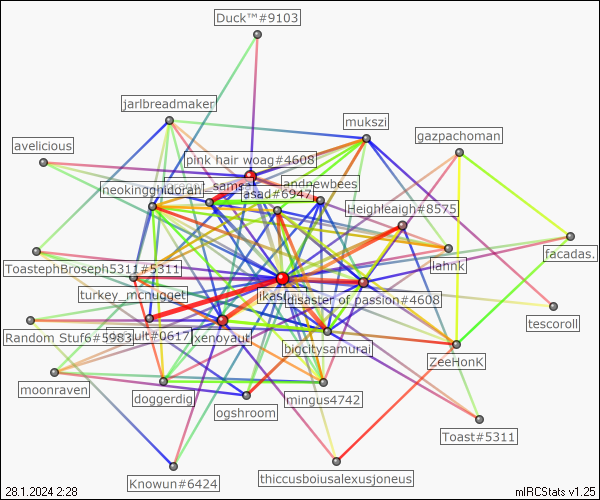 Duck™#9103
jarlbreadmaker
mukszi
gazpachoman
avelicious
pink hair woag#4608
andnewbees
neokingghidorah
_sams
asad#6947
Heighleaigh#8575
lahnk
facadas.
ToastephBroseph5311#5311
turkey_mcnugget
disaster of passion#4608
tescoroll
Random Stuf6#5983
ult#0617
xenoyaut
bigcitysamurai
ZeeHonK
moonraven
doggerdig
mingus4742
ogshroom
Toast#5311
Knowun#6424
thiccusboiusalexusjoneus
28.1.2024 2:28
mIRCStats v1.25